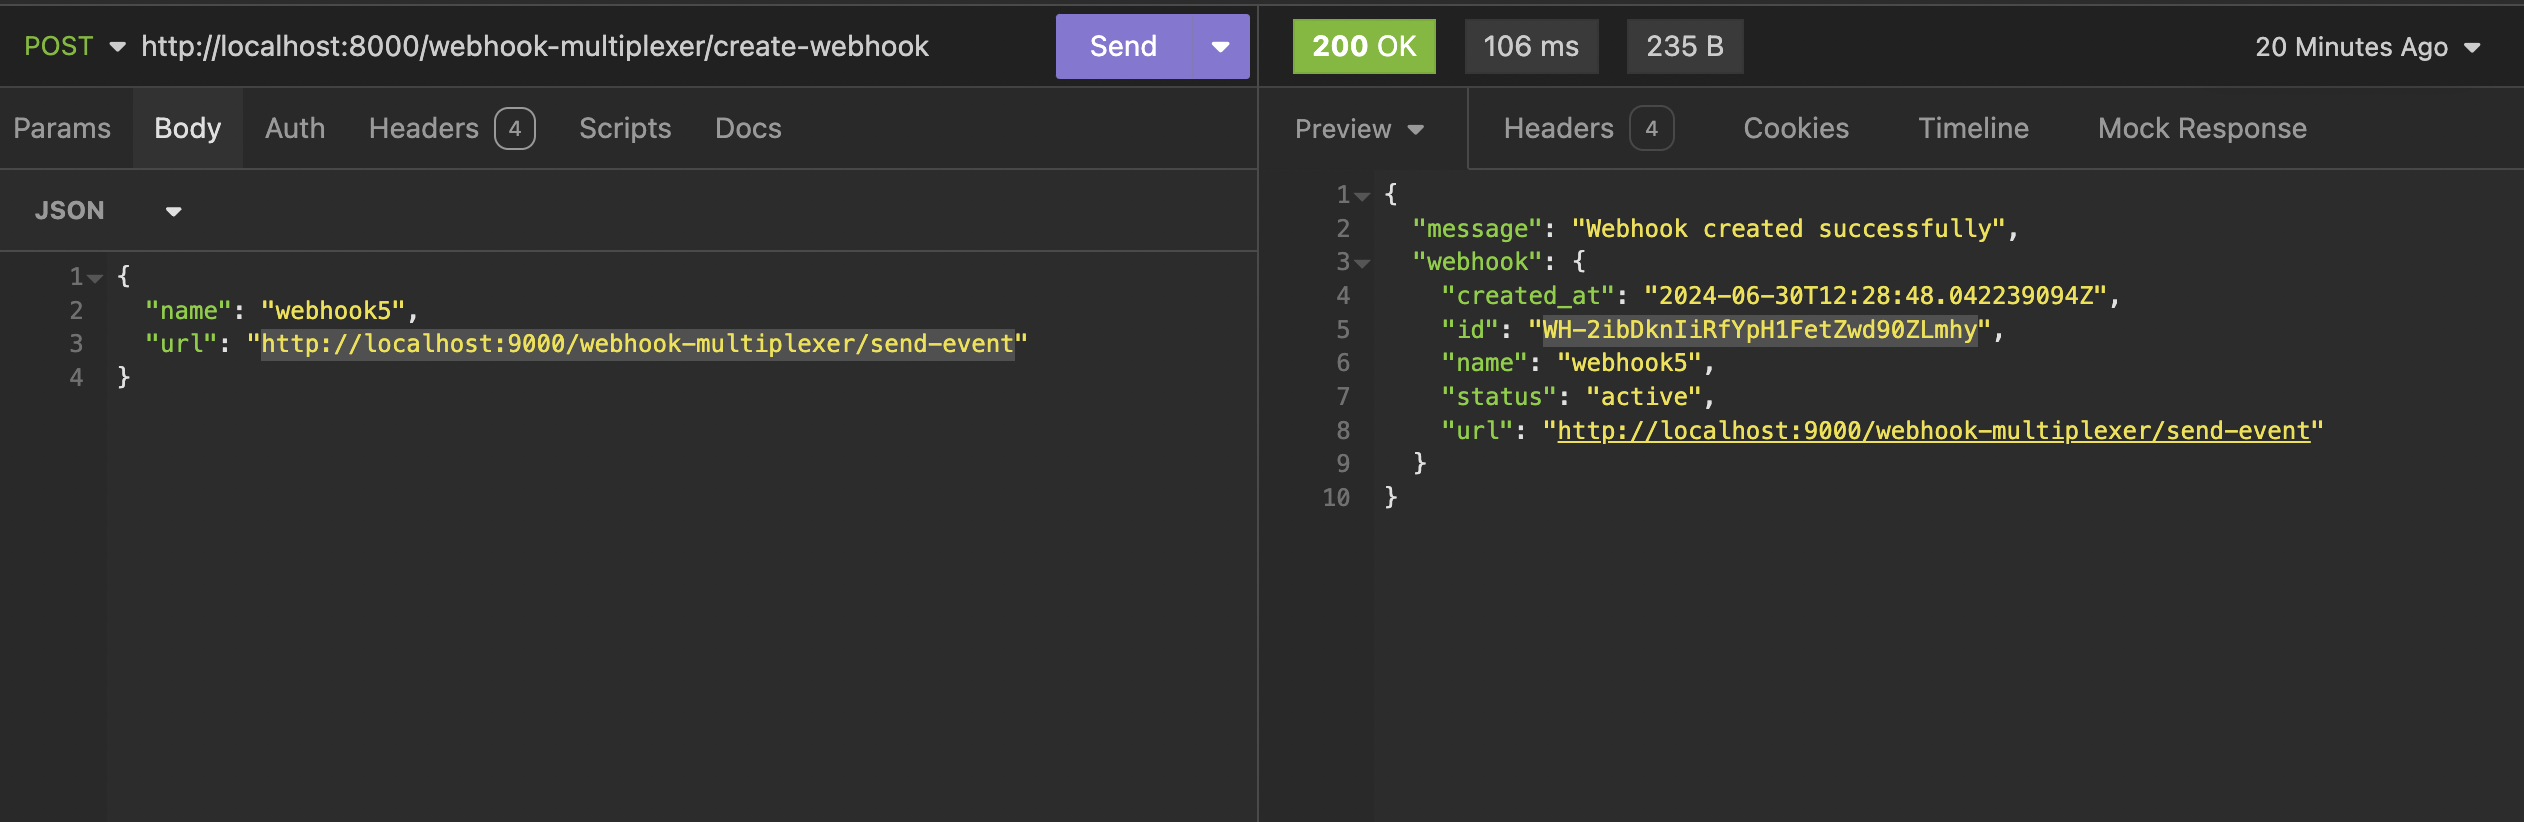 POST http://localhost:8000/webhook-multiplexer/create-webhook Send
Params Body Auth Headers 4 Scripts Docs
JSON
1 {
2 "name": "webhook5",
3 "url": "http://localhost:9000/webhook-multiplexer/send-event"
4 }
200 OK 106 ms 235 B 20 Minutes Ago
Preview Headers 4 Cookies Timeline Mock Response
1 {
2 "message": "Webhook created successfully",
3 "webhook": {
4 "created_at": "2024-06-30T12:28:48.042239094Z",
5 "id": "WH-2ibDknIiRfYpH1FetZwd90ZLmhy",
6 "name": "webhook5",
7 "status": "active",
8 "url": "http://localhost:9000/webhook-multiplexer/send-event"
9 }
10 }